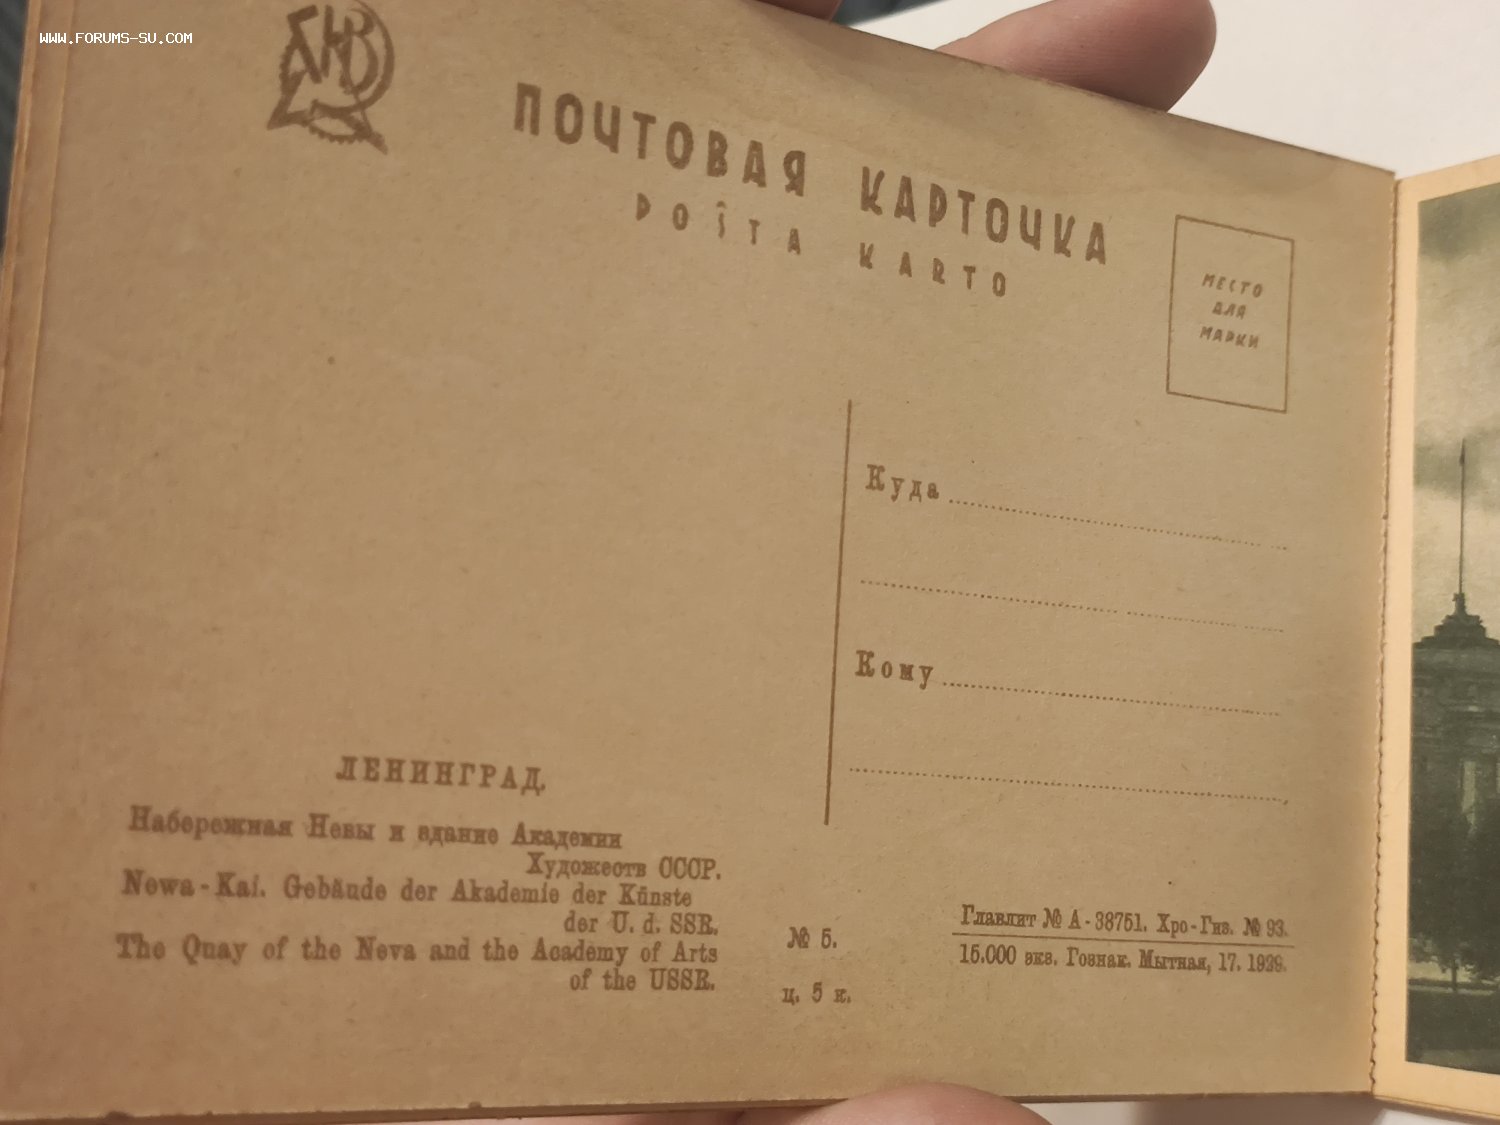 www.forums-su.com
ПОЧТОВАЯ КАРТОЧКА
POŜTA KARTO
МЕСТО
ДЛЯ
МАРКИ
Куда
Кому
ЛЕНИНГРАД.
Набережная Невы и здание Академии
Художеств СССР.
Newa-Kai. Gebäude der Akademie der Künste
der U. d. SSR.
The Quay of the Neva and the Academy of Arts
of the USSR.
№ 5.
ц. 5 к.
Главлит № А-38751. Хро-Гиз. № 93.
15.000 экз. Гознак. Мытная, 17.